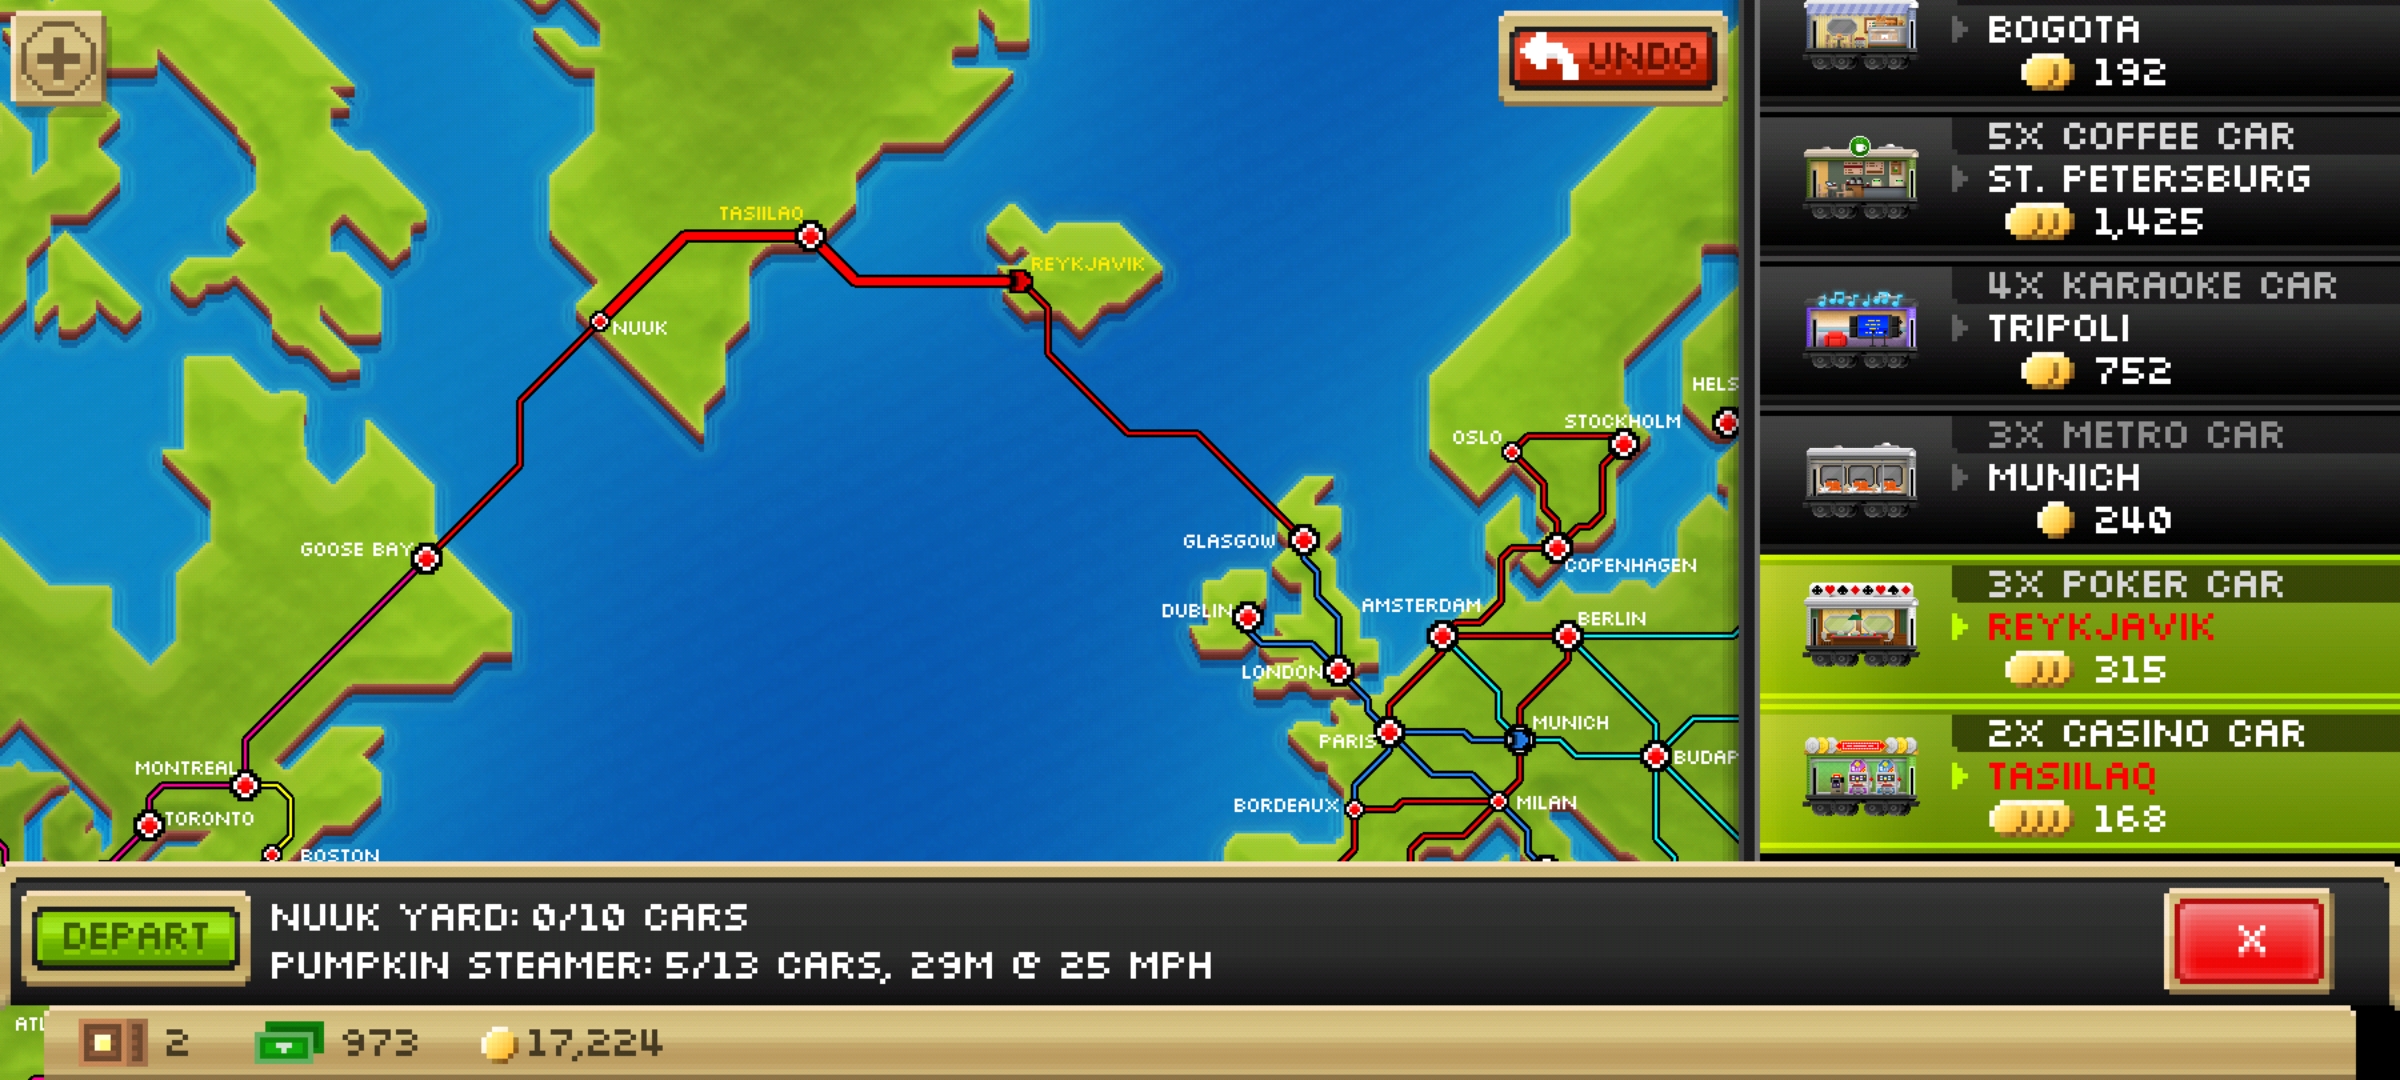 UNDO
TASIILAQ
REYKJAVIK
NUUK
HELS
STOCKHOLM
OSLO
GOOSE BAY
GLASGOW
COPENHAGEN
AMSTERDAM
DUBLIN
BERLIN
LONDON
MUNICH
PARIS
BUDAP
MONTREAL
BORDEAUX
MILAN
TORONTO
BOSTON
BOGOTA
192
5X COFFEE CAR
ST. PETERSBURG
1,425
4X KARAOKE CAR
TRIPOLI
752
3X METRO CAR
MUNICH
240
3X POKER CAR
REYKJAVIK
315
2X CASINO CAR
TASIILAQ
168
DEPART
NUUK YARD: 0/10 CARS
PUMPKIN STEAMER: 5/13 CARS, 29M @ 25 MPH
X
ATL
2
973
17,224